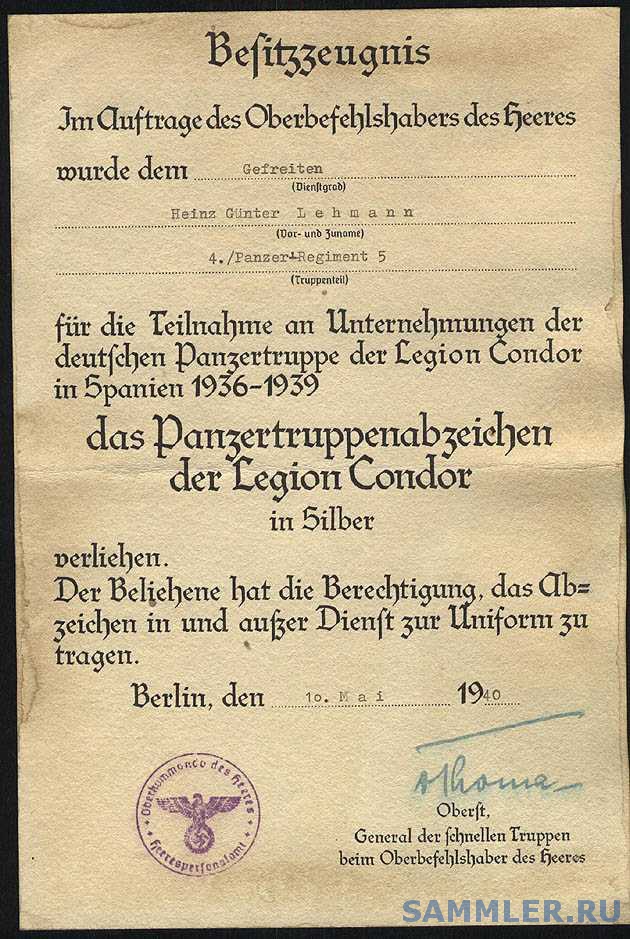 Besitzzeugnis
Im Auftrage des Oberbefehlshabers des Heeres
wurde dem Gefreiten
(Dienstgrad)
Heinz Günter Lehmann
(Vor- und Zuname)
4./Panzer-Regiment 5
(Truppenteil)
für die Teilnahme an Unternehmungen der
deutschen Panzertruppe der Legion Condor
in Spanien 1936-1939
das Panzertruppenabzeichen
der Legion Condor
in Silber
verliehen.
Der Beliehene hat die Berechtigung, das Ab=
zeichen in und außer Dienst zur Uniform zu
tragen.
Berlin, den 10. Mai 1940
Oberkommando des Heeres
Heerespersonalamt
Thoma
Oberst,
General der schnellen Truppen
beim Oberbefehlshaber des Heeres
SAMMLER.RU